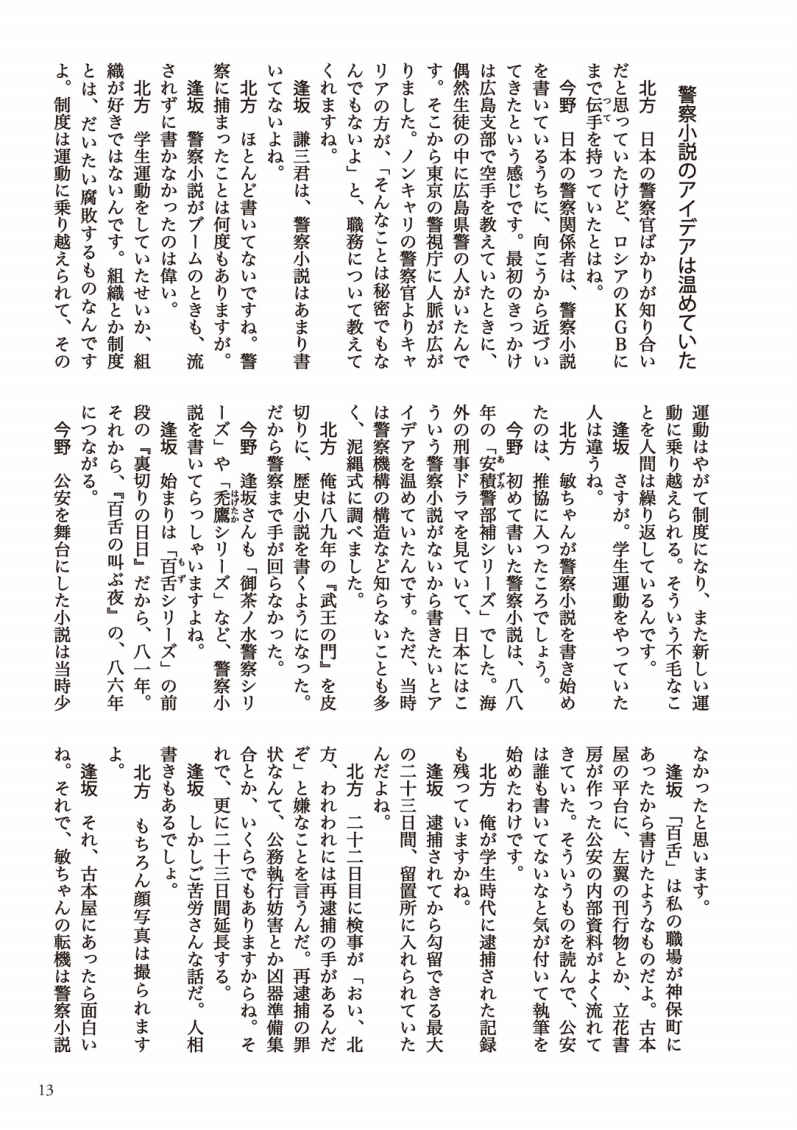 警察小説のアイデアは温めていた
北方　日本の警察官ばかりが知り合い
だと思っていたけど、ロシアのKGBに
まで伝手を持っていたとはね。
今野　日本の警察関係者は、警察小説
を書いているうちに、向こうから近づい
てきたという感じです。最初のきっかけ
は広島支部で空手を教えていたときに、
偶然生徒の中に広島県警の人がいたんで
す。そこから東京の警視庁に人脈が広が
りました。ノンキャリの警察官よりキャ
リアの方が、「そんなことは秘密でもな
んでもないよ」と、職務について教えて
くれますね。
逢坂　謙三君は、警察小説はあまり書
いてないよね。
北方　ほとんど書いてないですね。警
察に捕まったことは何度もありますが。
逢坂　警察小説がブームのときも、流
されずに書かなかったのは偉い。
北方　学生運動をしていたせいか、組
織が好きではないんです。組織とか制度
とは、だいたい腐敗するものなんです
よ。制度は運動に乗り越えられて、その
運動はやがて制度になり、また新しい運
動に乗り越えられる。そういう不毛なこ
とを人間は繰り返しているんです。
逢坂　さすが。学生運動をやっていた
人は違うね。
北方　敏ちゃんが警察小説を書き始め
たのは、推協に入ったころでしょう。
今野　初めて書いた警察小説は、八八
年の「安積警部補シリーズ」でした。海
外の刑事ドラマを見ていて、日本にはこ
ういう警察小説がないから書きたいとア
イデアを温めていたんです。ただ、当時
は警察機構の構造など知らないことも多
く、泥縄式に調べました。
北方　俺は八九年の『武王の門』を皮
切りに、歴史小説を書くようになった。
だから警察まで手が回らなかった。
今野　逢坂さんも「御茶ノ水警察シリ
ーズ」や「禿鷹シリーズ」など、警察小
説を書いてらっしゃいますよね。
逢坂　始まりは「百舌シリーズ」の前
段の『裏切りの日日』だから、八一年。
それから、『百舌の叫ぶ夜』の、八六年
につながる。
今野　公安を舞台にした小説は当時少
なかったと思います。
逢坂　「百舌」は私の職場が神保町に
あったから書けたようなものだよ。古本
屋の平台に、左翼の刊行物とか、立花書
房が作った公安の内部資料がよく流れて
きていた。そういうものを読んで、公安
は誰も書いてないなと気が付いて執筆を
始めたわけです。
北方　俺が学生時代に逮捕された記録
も残っていますかね。
逢坂　逮捕されてから勾留できる最大
の二十三日間、留置所に入れられていた
んだよね。
北方　二十二日目に検事が「おい、北
方、われわれには再逮捕の手があるんだ
ぞ」と嫌なことを言うんだ。再逮捕の罪
状なんて、公務執行妨害とか凶器準備集
合とか、いくらでもありますからね。そ
れで、更に二十三日間延長する。
逢坂　しかしご苦労さんな話だ。人相
書きもあるでしょ。
北方　もちろん顔写真は撮られます
よ。
逢坂　それ、古本屋にあったら面白い
ね。それで、敏ちゃんの転機は警察小説
13